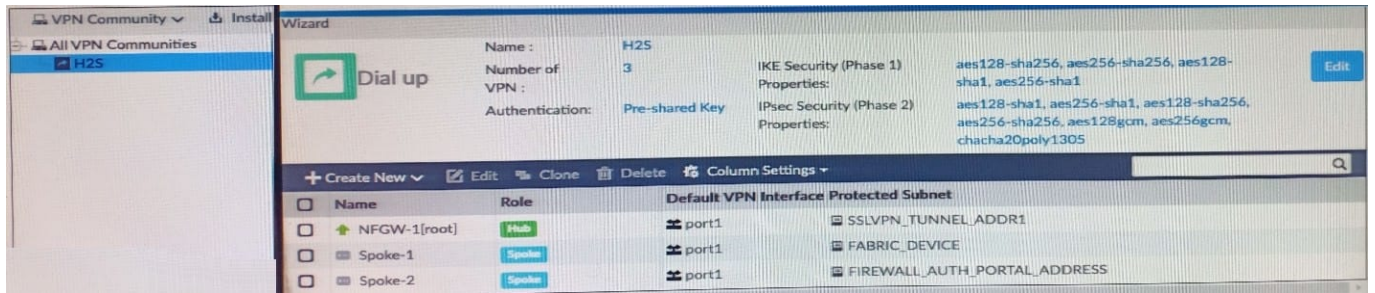 VPN Community Install
All VPN Communities
H2S
Wizard
Dial up
Name : H2S
Number of VPN : 3
Authentication: Pre-shared Key
IKE Security (Phase 1) Properties: aes128-sha256, aes256-sha256, aes128-
sha1, aes256-sha1
IPsec Security (Phase 2) Properties: aes128-sha1, aes256-sha1, aes128-sha256,
aes256-sha256, aes128gcm, aes256gcm,
chacha20poly1305
Edit
Create New Edit Clone Delete Column Settings
Name Role Default VPN Interface Protected Subnet
NFGW-1[root] Hub port1 SSLVPN_TUNNEL_ADDR1
Spoke-1 Spoke port1 FABRIC_DEVICE
Spoke-2 Spoke port1 FIREWALL_AUTH_PORTAL_ADDRESS